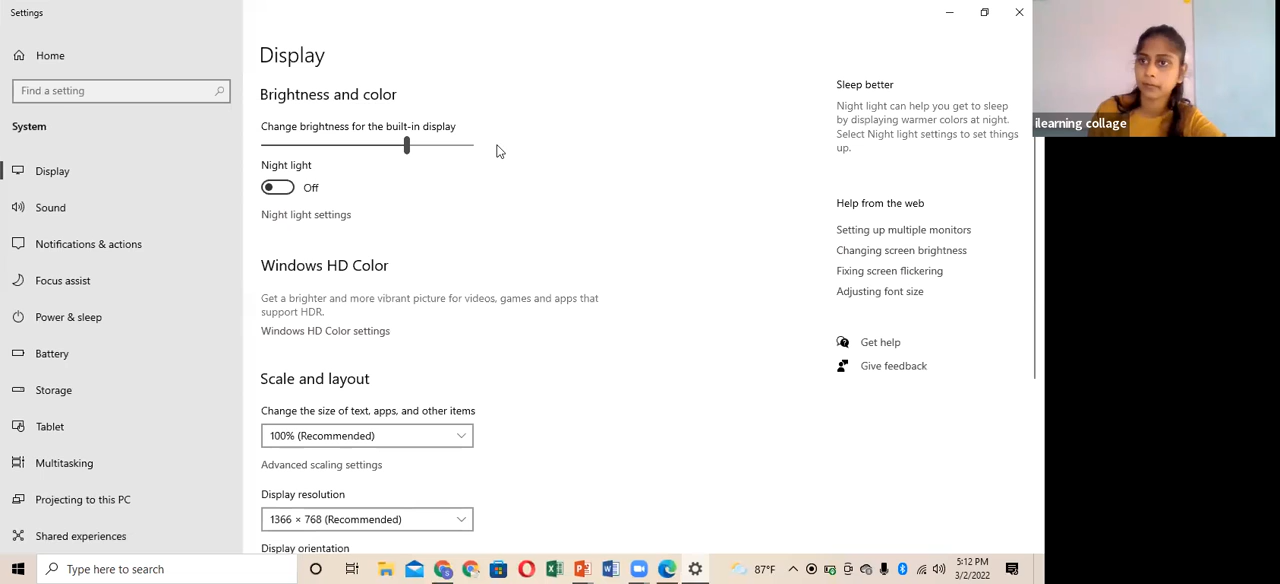 Settings
Home
Find a setting
System
Display
Sound
Notifications & actions
Focus assist
Power & sleep
Battery
Storage
Tablet
Multitasking
Projecting to this PC
Shared experiences
Display
Brightness and color
Change brightness for the built-in display
Night light
Off
Night light settings
Windows HD Color
Get a brighter and more vibrant picture for videos, games and apps that
support HDR.
Windows HD Color settings
Scale and layout
Change the size of text, apps, and other items
100% (Recommended)
Advanced scaling settings
Display resolution
1366 × 768 (Recommended)
Display orientation
Sleep better
Night light can help you get to sleep
by displaying warmer colors at night.
Select Night light settings to set things
up.
Help from the web
Setting up multiple monitors
Changing screen brightness
Fixing screen flickering
Adjusting font size
Get help
Give feedback
ilearning collage
Type here to search
87°F
5:12 PM
3/2/2022